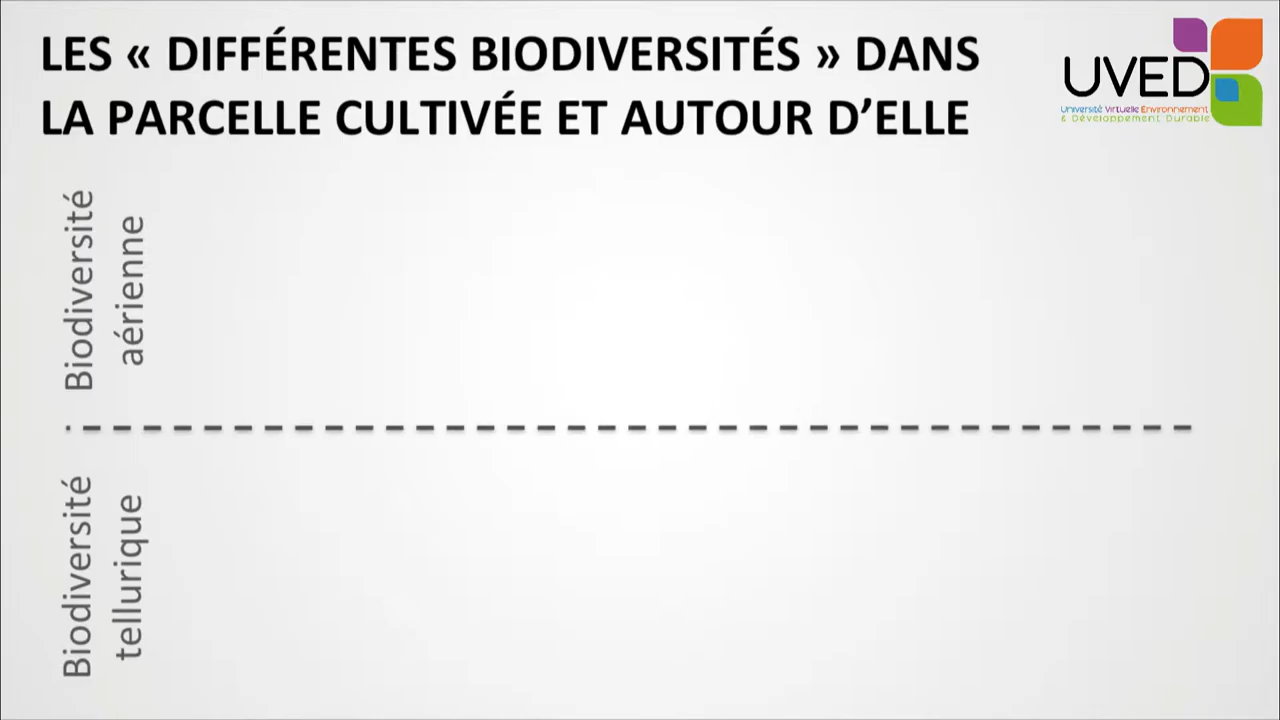 LES « DIFFÉRENTES BIODIVERSITÉS » DANS
LA PARCELLE CULTIVÉE ET AUTOUR D’ELLE
UVED
Université Virtuelle Environnement
& Développement Durable
Biodiversité
aérienne
Biodiversité
tellurique